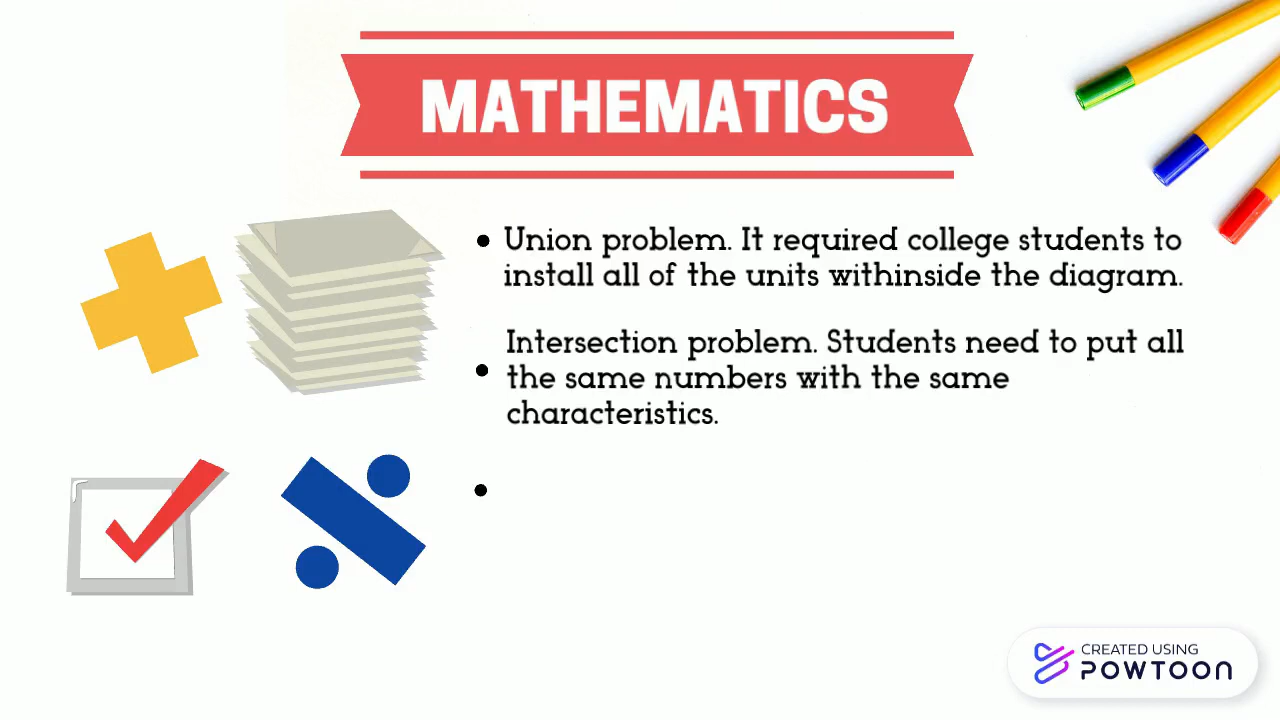 MATHEMATICS
Union problem. It required college students to
install all of the units withinside the diagram.
Intersection problem. Students need to put all
the same numbers with the same
characteristics.
CREATED USING
POWTOON